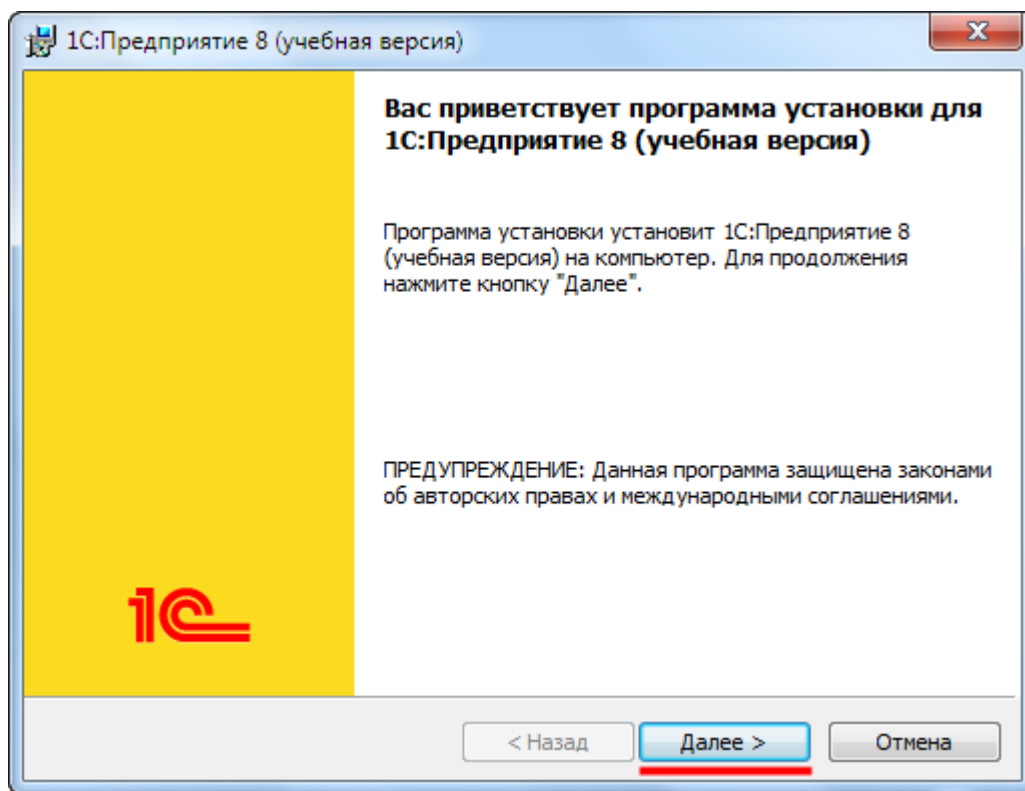 1С:Предприятие 8 (учебная версия)
Вас приветствует программа установки для
1С:Предприятие 8 (учебная версия)
Программа установки установит 1С:Предприятие 8
(учебная версия) на компьютер. Для продолжения
нажмите кнопку "Далее".
ПРЕДУПРЕЖДЕНИЕ: Данная программа защищена законами
об авторских правах и международными соглашениями.
1С
< Назад
Далее >
Отмена